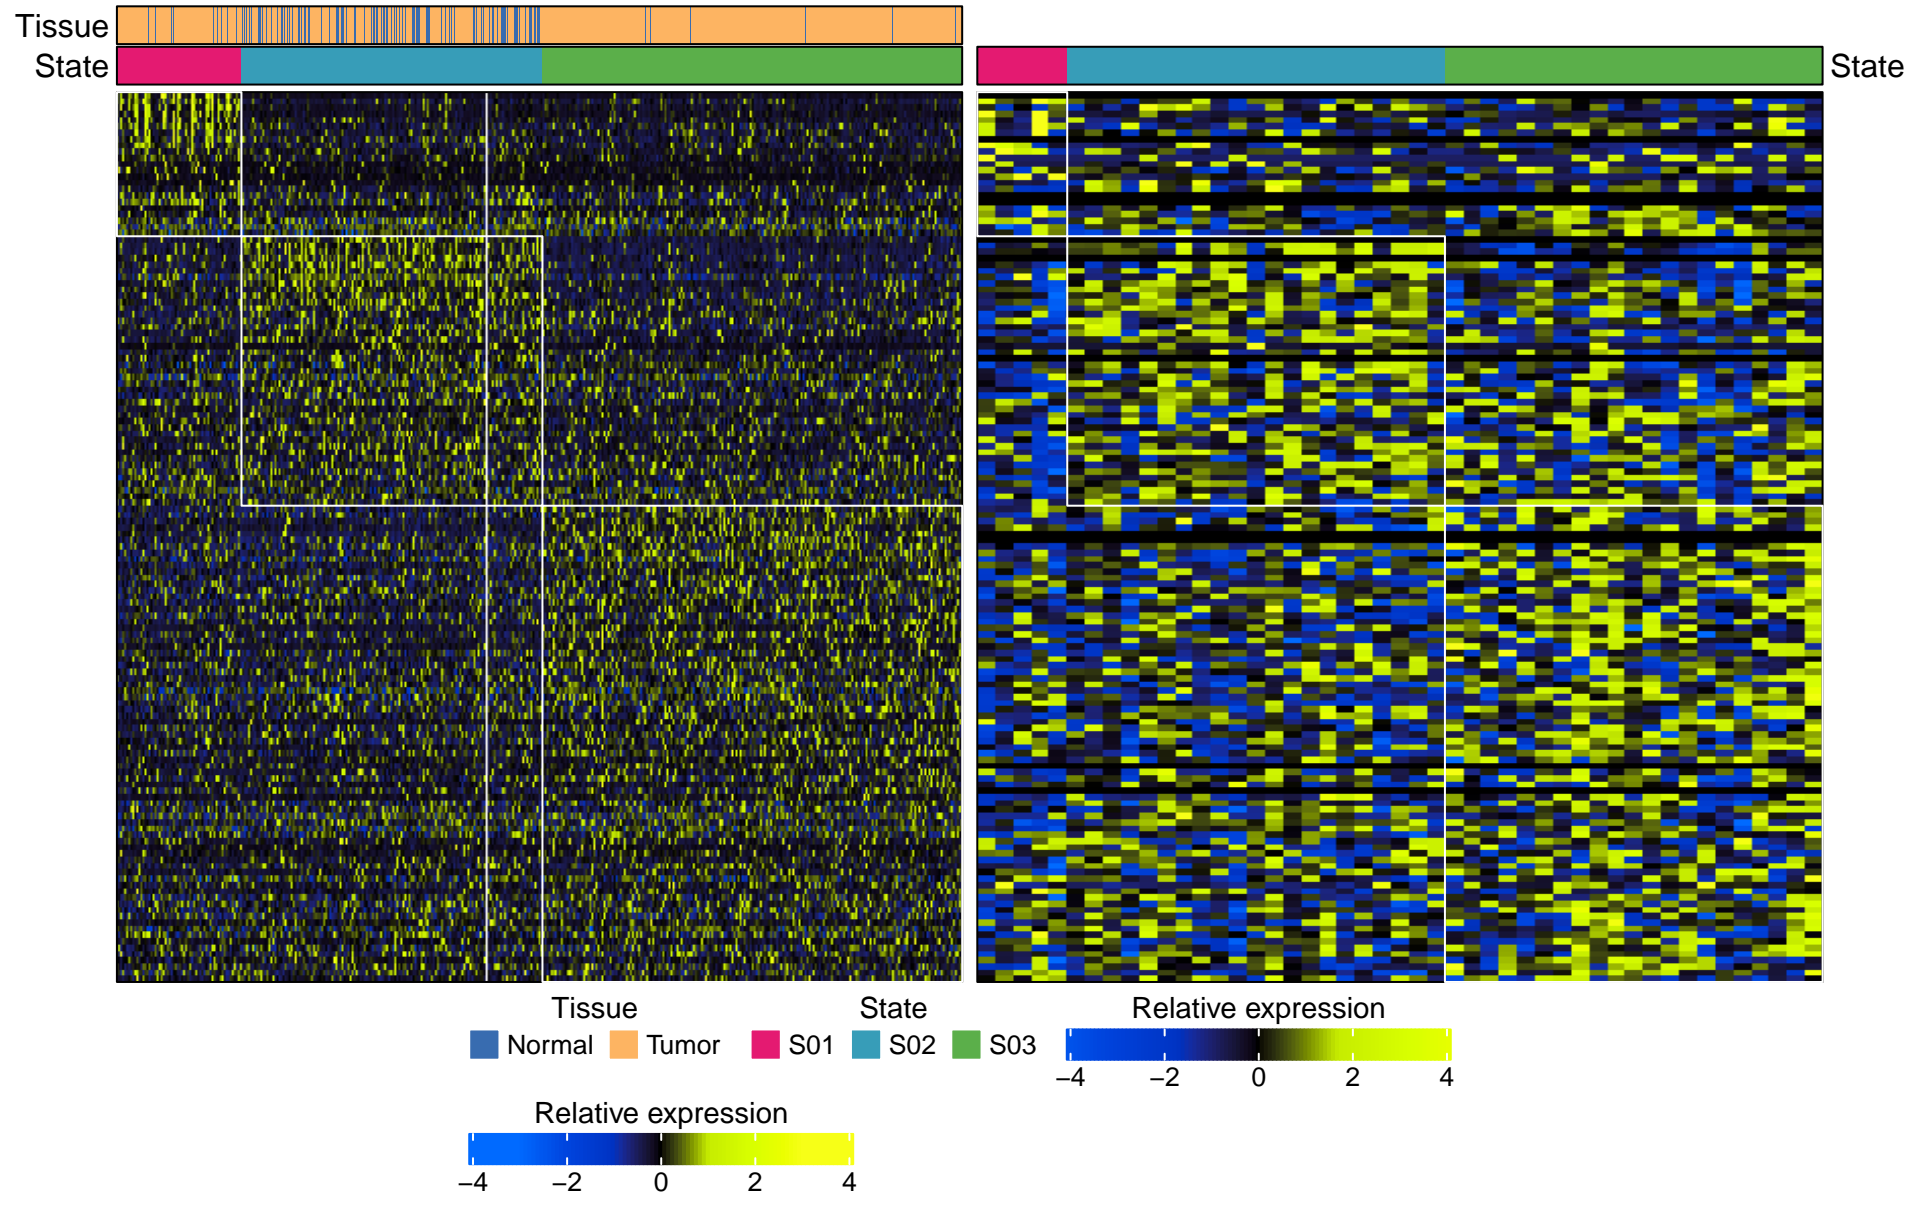 Tissue
State
State
Tissue
Normal Tumor
State
S01 S02 S03
Relative expression
−4 −2 0 2 4
Relative expression
−4 −2 0 2 4